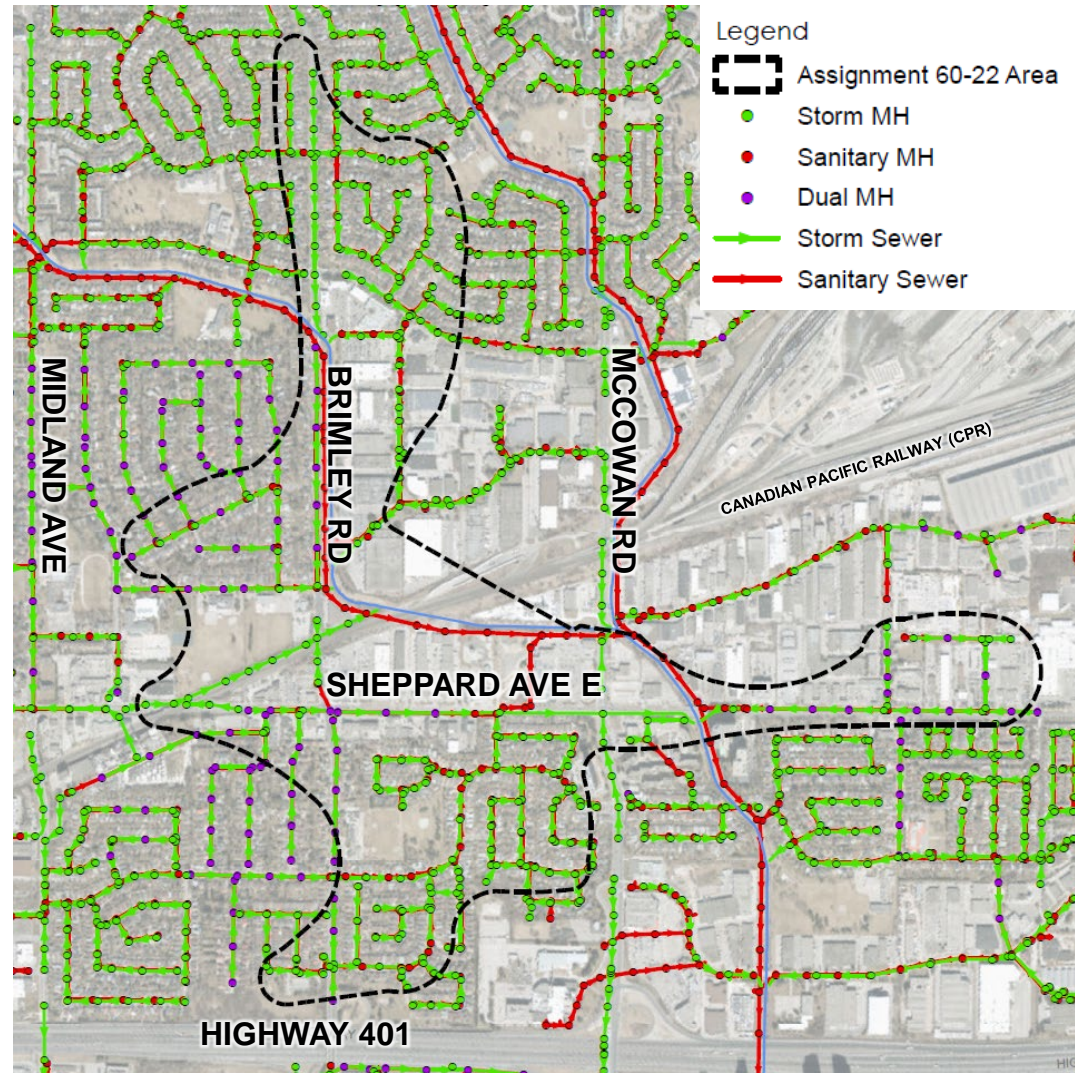 Legend
Assignment 60-22 Area
Storm MH
Sanitary MH
Dual MH
Storm Sewer
Sanitary Sewer
MIDLAND AVE
BRIMLEY RD
MCCOWAN RD
CANADIAN PACIFIC RAILWAY (CPR)
SHEPPARD AVE E
HIGHWAY 401